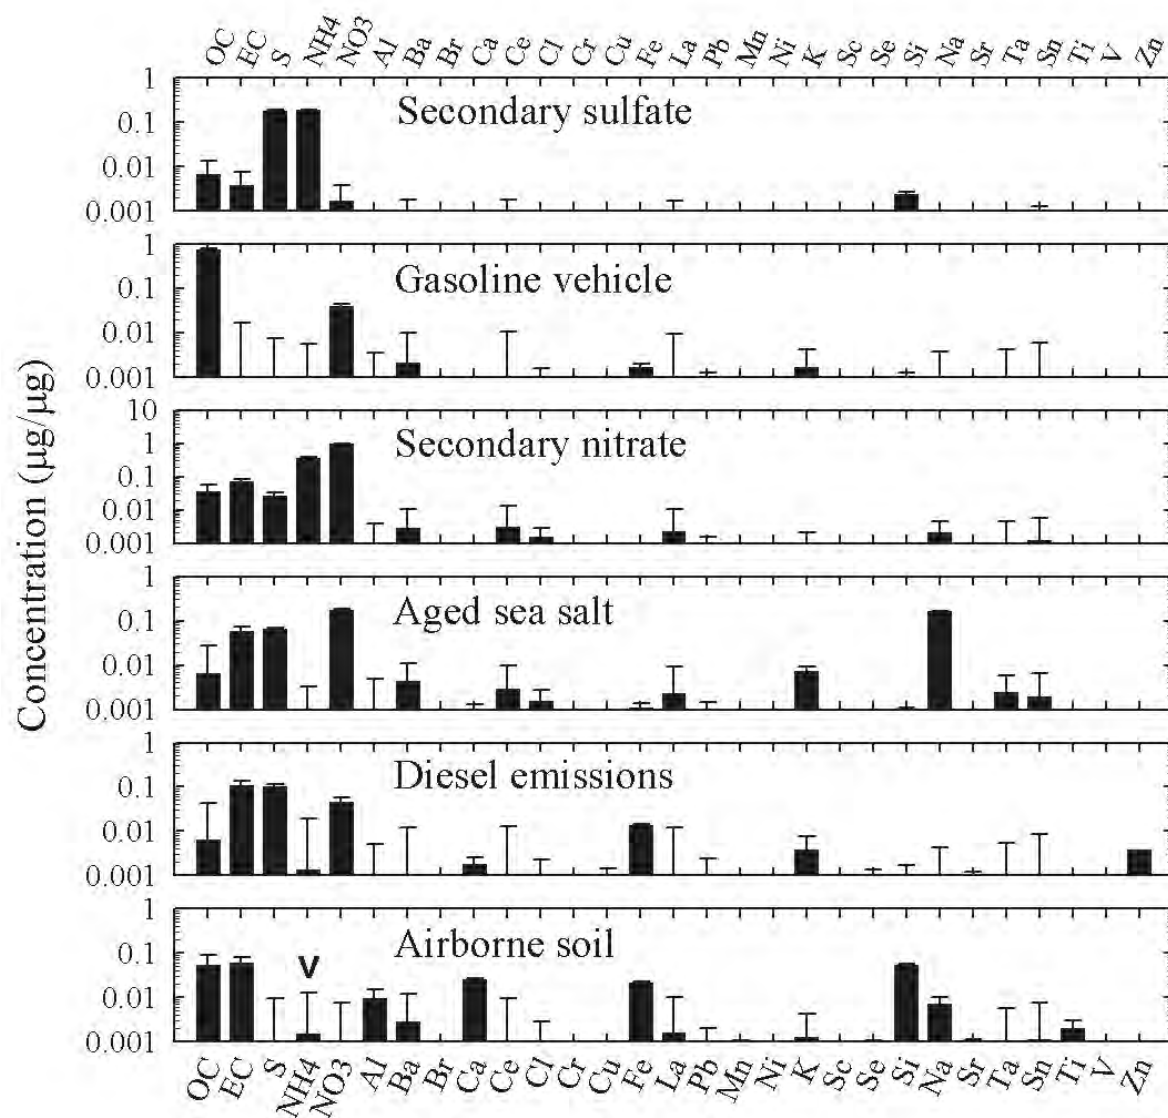 OC EC S NH4 NO3 Al Ba Br Ca Ce Cl Cr Cu Fe La Pb Mn Ni K Sc Se Si Na Sr Ta Sn Ti V Zn
1
Secondary sulfate
0.1
0.01
0.001
1
Gasoline vehicle
0.1
0.01
0.001
10
Secondary nitrate
1
0.1
0.01
0.001
1
Aged sea salt
0.1
0.01
0.001
1
Diesel emissions
0.1
0.01
0.001
1
Airborne soil
0.1
V
0.01
0.001
Concentration (µg/µg)
OC EC S NH4 NO3 Al Ba Br Ca Ce Cl Cr Cu Fe La Pb Mn Ni K Sc Se Si Na Sr Ta Sn Ti V Zn